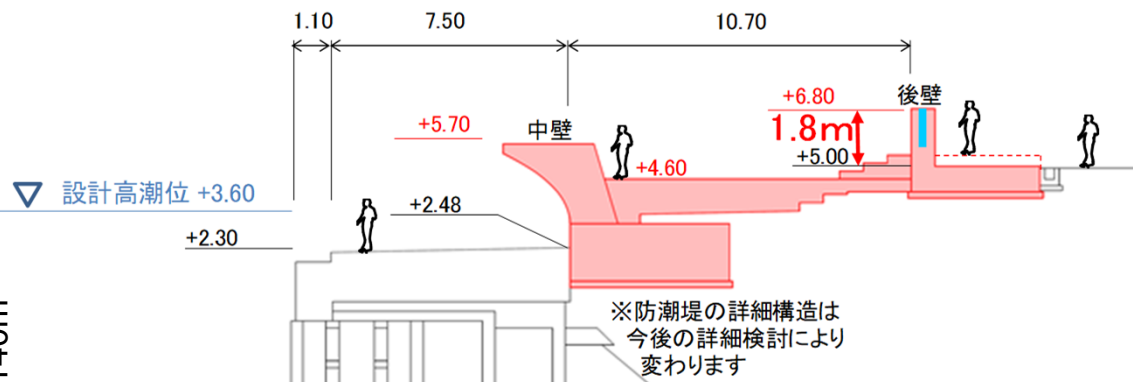 1.10
7.50
10.70
+6.80
後壁
1.8m
+5.70
中壁
+5.00
+4.60
設計高潮位 +3.60
+2.48
+2.30
※防潮堤の詳細構造は
今後の詳細検討により
変わります